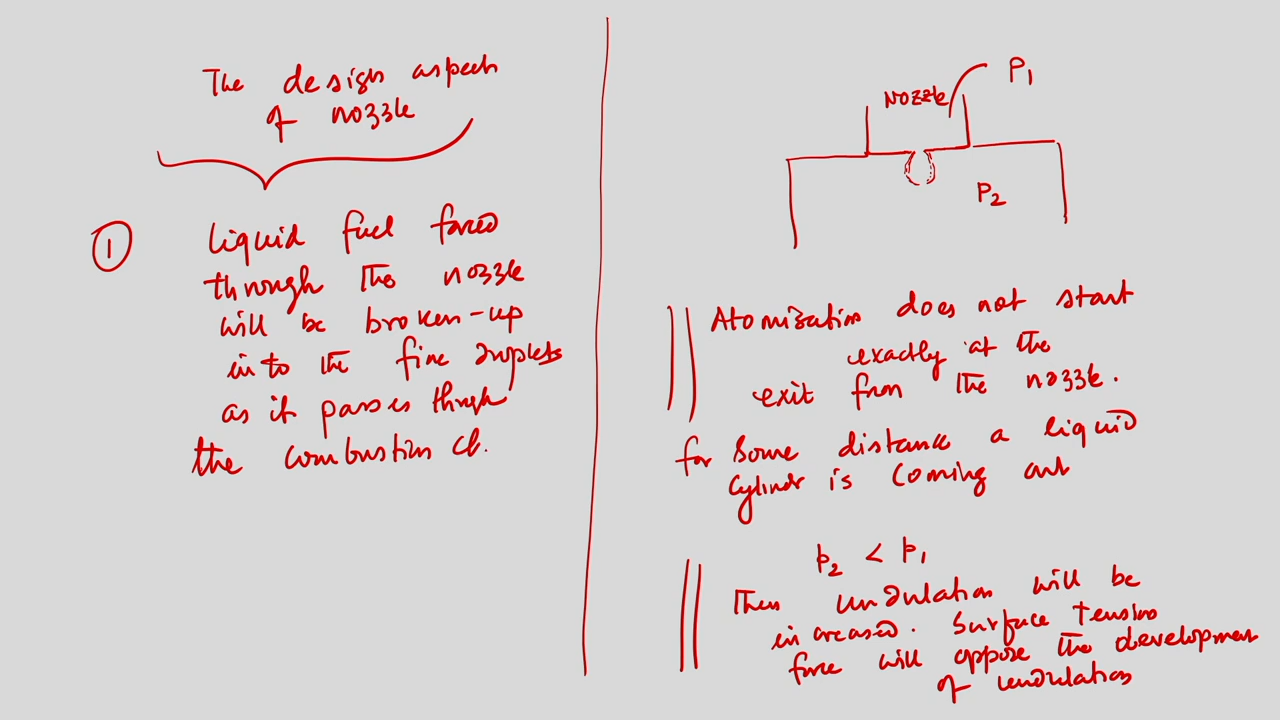 The design aspects
of nozzle
① liquid fuel forced
through the nozzle
will be broken-up
in to the fine droplets
as it passes through
the combustion ch.
Nozzle
P1
P2
Atomization does not start
exactly at the
exit from the nozzle.
for some distance a liquid
cylinder is coming out
P2 < P1
Then undulation will be
increased. Surface tension
force will oppose the development
of undulation